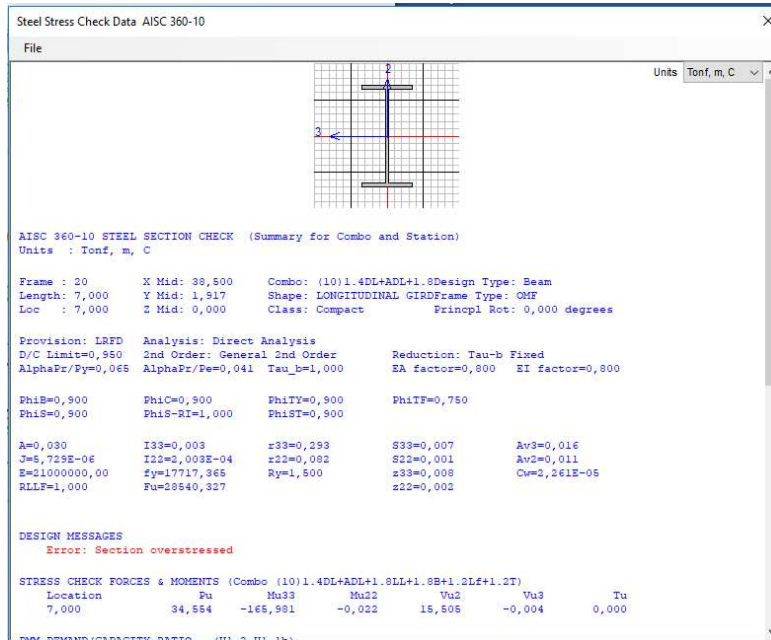 Steel Stress Check Data AISC 360-10
File
Units Tonf, m, C
2
3
AISC 360-10 STEEL SECTION CHECK (Summary for Combo and Station)
Units : Tonf, m, C
Frame : 20 X Mid: 38,500 Combo: (10)1.4DL+ADL+1.8Design Type: Beam
Length: 7,000 Y Mid: 1,917 Shape: LONGITUDINAL GIRDFrame Type: OMF
Loc : 7,000 Z Mid: 0,000 Class: Compact Princpl Rot: 0,000 degrees
Provision: LRFD Analysis: Direct Analysis
D/C Limit=0,950 2nd Order: General 2nd Order Reduction: Tau-b Fixed
AlphaPr/Py=0,065 AlphaPr/Pe=0,041 Tau_b=1,000 EA factor=0,800 EI factor=0,800
PhiB=0,900 PhiC=0,900 PhiTY=0,900 PhiTF=0,750
PhiS=0,900 PhiS-RI=1,000 PhiST=0,900
A=0,030 I33=0,003 r33=0,293 S33=0,007 Av3=0,016
J=5,729E-06 I22=2,003E-04 r22=0,082 S22=0,001 Av2=0,011
E=21000000,00 fy=17717,365 Ry=1,500 z33=0,008 Cw=2,261E-05
RLLF=1,000 Fu=28540,327 z22=0,002
DESIGN MESSAGES
Error: Section overstressed
STRESS CHECK FORCES & MOMENTS (Combo (10)1.4DL+ADL+1.8LL+1.8B+1.2Lf+1.2T)
Location Pu Mu33 Mu22 Vu2 Vu3 Tu
7,000 34,554 -165,981 -0,022 15,505 -0,004 0,000